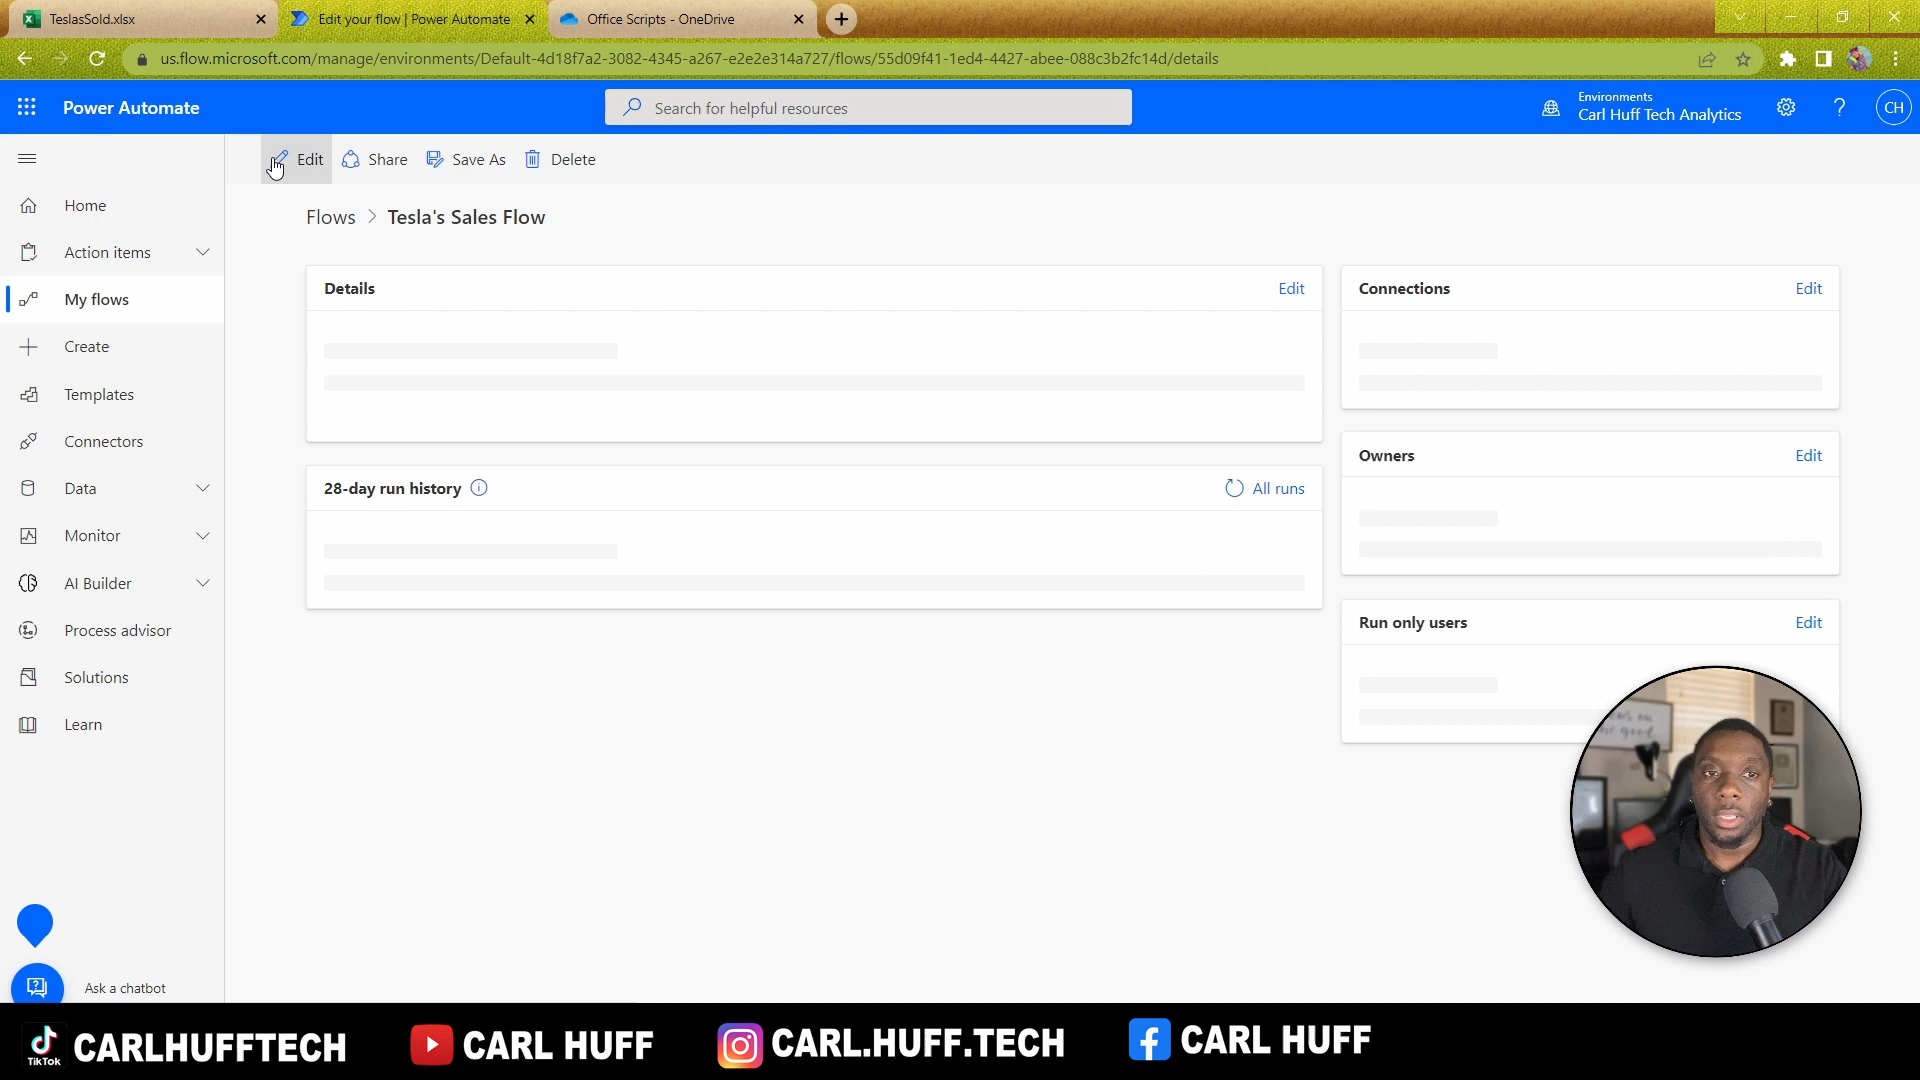 TeslasSold.xlsx
Edit your flow | Power Automate
Office Scripts - OneDrive
us.flow.microsoft.com/manage/environments/Default-4d18f7a2-3082-4345-a267-e2e2e314a727/flows/55d09f41-1ed4-4427-abee-088c3b2fc14d/details
Power Automate
Search for helpful resources
Environments
Carl Huff Tech Analytics
CH
Edit
Share
Save As
Delete
Home
Action items
My flows
Create
Templates
Connectors
Data
Monitor
AI Builder
Process advisor
Solutions
Learn
Ask a chatbot
Flows > Tesla's Sales Flow
Details
Edit
28-day run history
All runs
Connections
Edit
Owners
Edit
Run only users
Edit
TikTok
CARLHUFFTECH
CARL HUFF
CARL.HUFF.TECH
CARL HUFF